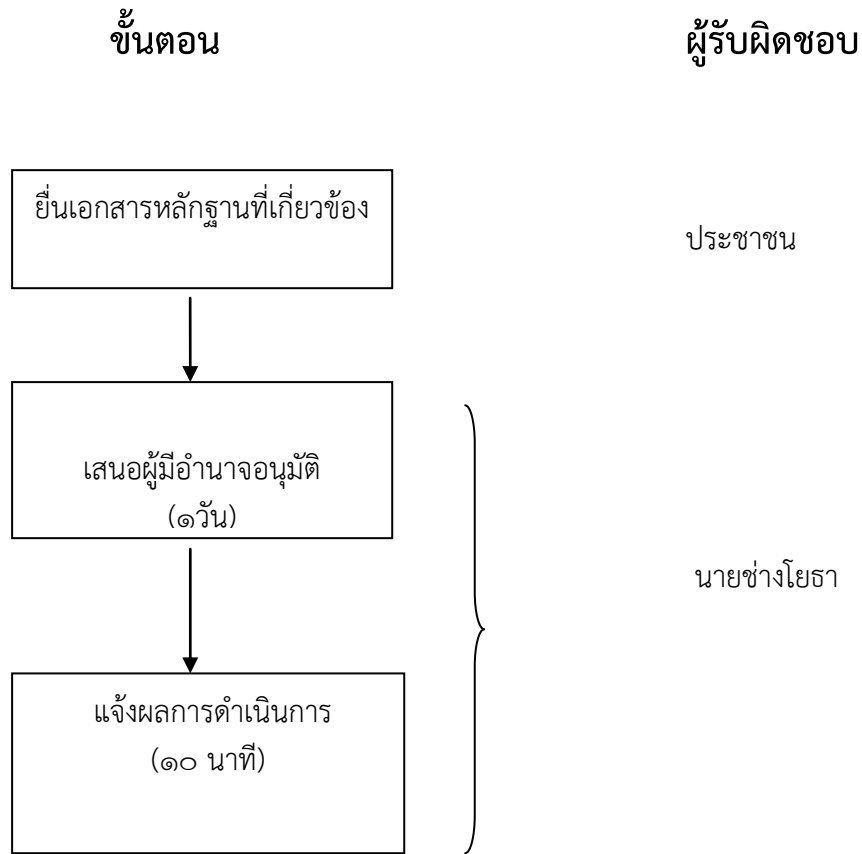 ขั้นตอน ผู้รับผิดชอบ
ยื่นเอกสารหลักฐานที่เกี่ยวข้อง
ประชาชน
เสนอผู้มีอำนาจอนุมัติ
(๑วัน)
นายช่างโยธา
แจ้งผลการดำเนินการ
(๑๐ นาที)